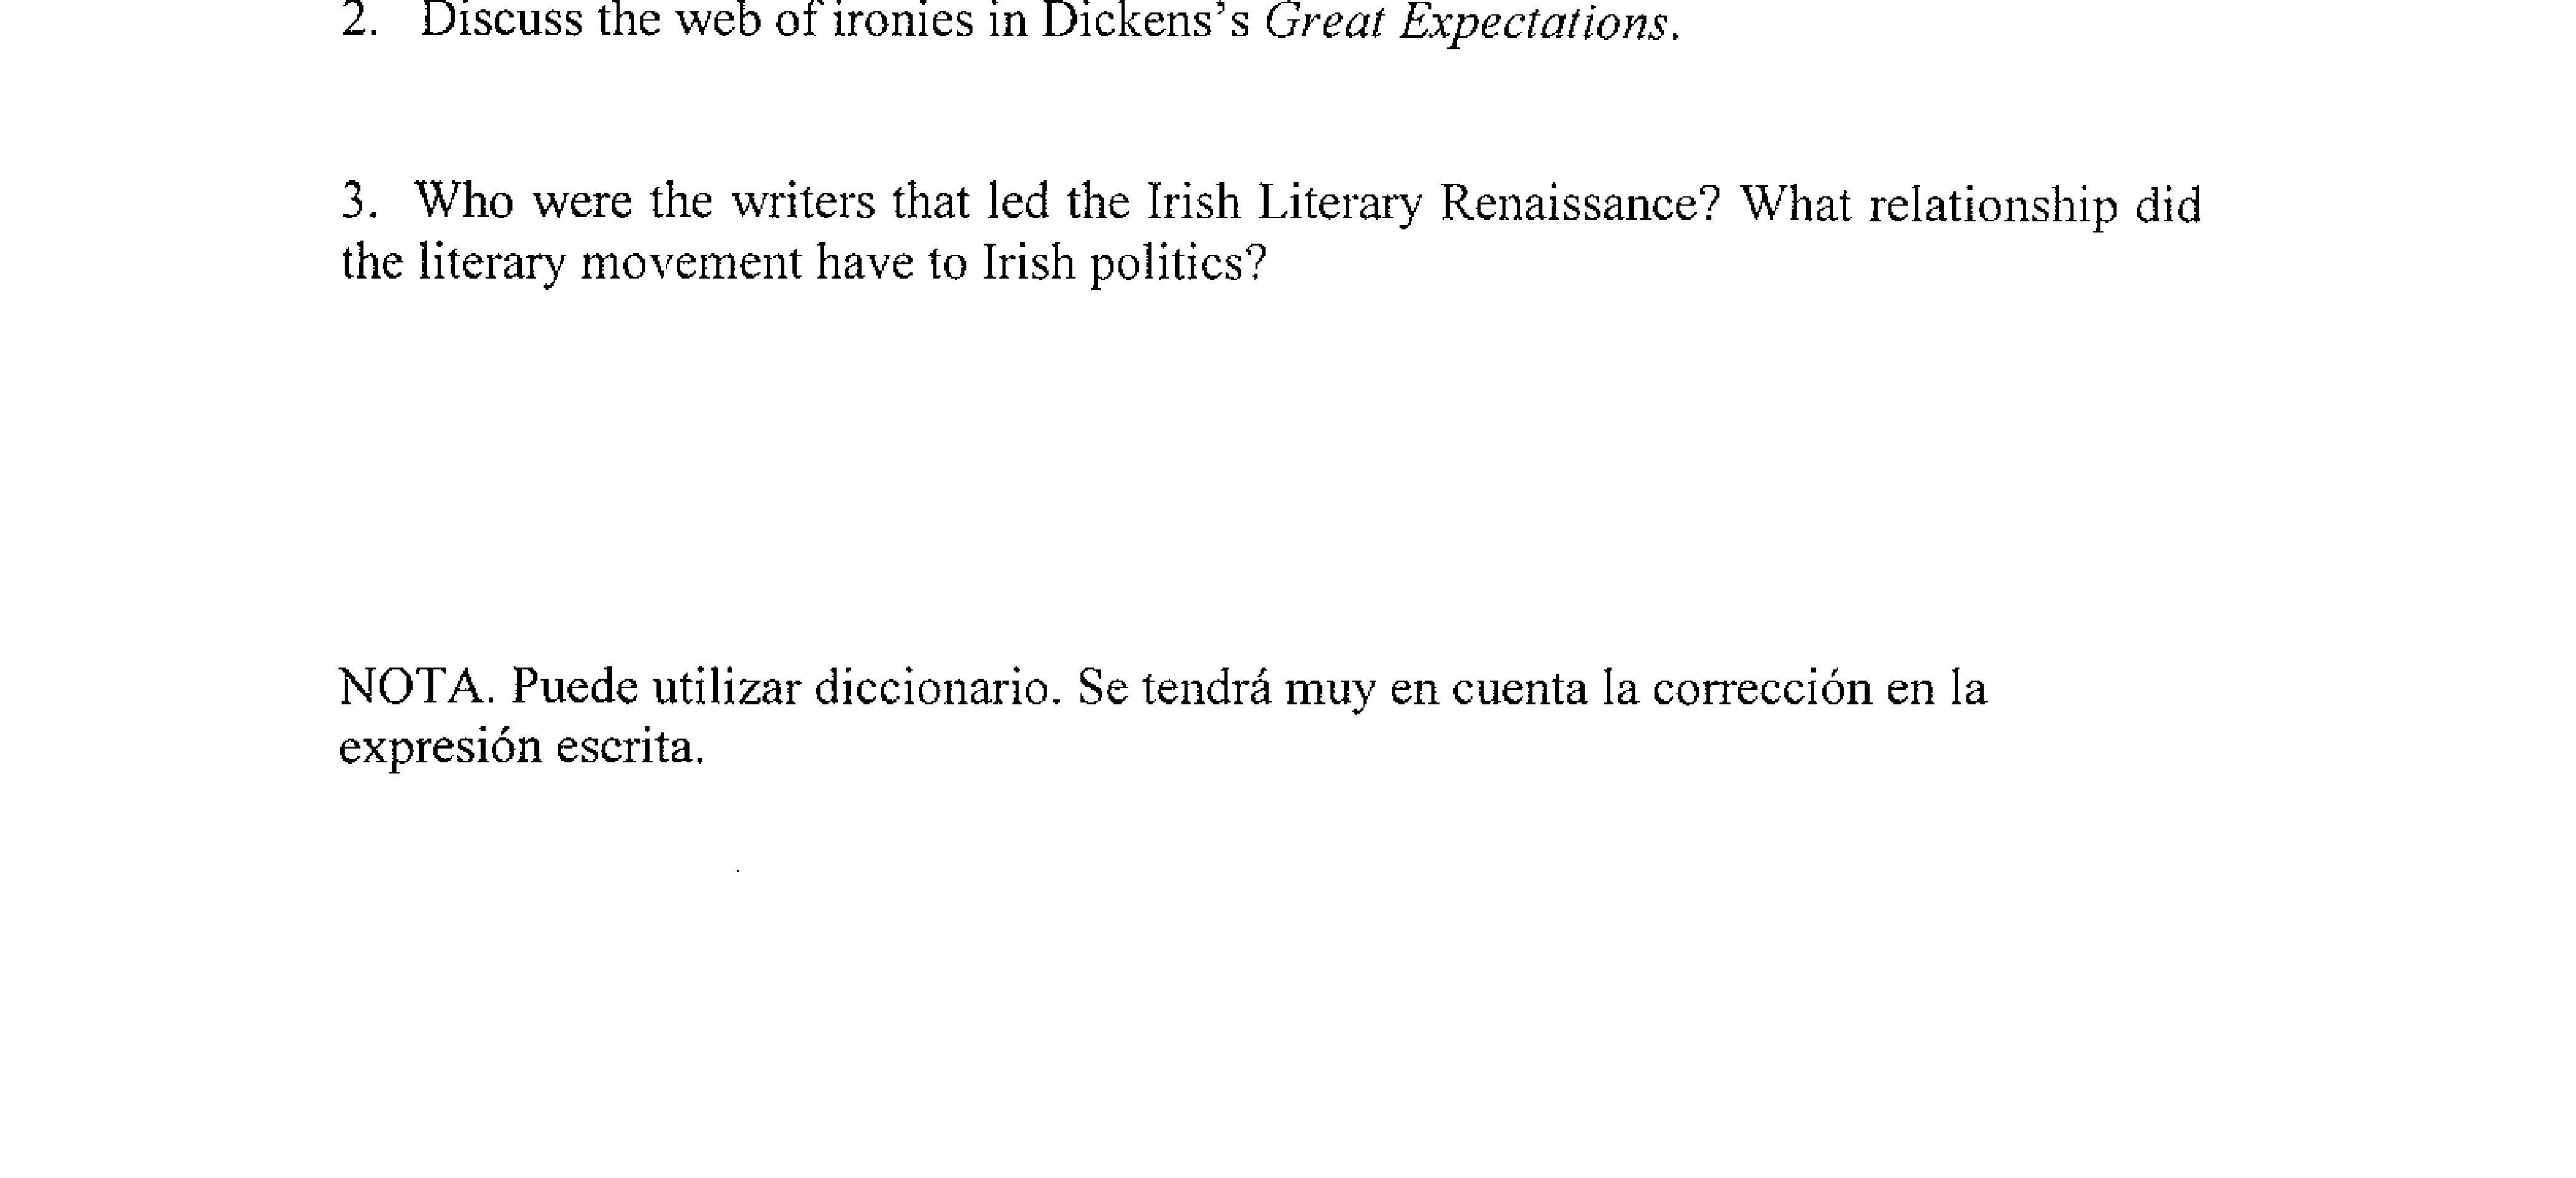 2. Discuss the web of ironies in Dickens's Great Expectations.
3. Who were the writers that led the Irish Literary Renaissance? What relationship did
the literary movement have to Irish politics?
NOTA. Puede utilizar diccionario. Se tendrá muy en cuenta la corrección en la
expresión escrita.